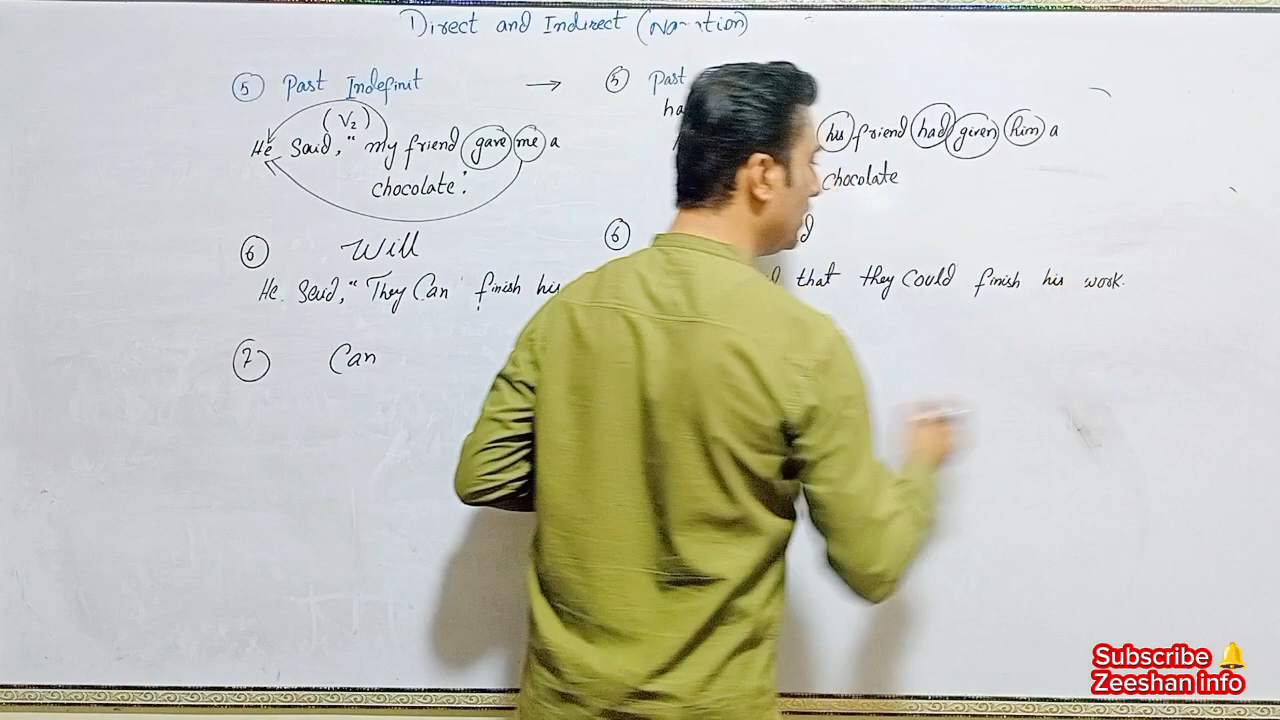 Direct and Indirect (Narration)
5 Past Indefinit → 5 Past
(V2)
He Said, "my friend gave me a
chocolate".
his friend had given him a
chocolate
6 Will 6
He Said, "They Can finish his
that they could finish his work.
7 Can
Subscribe 🔔
Zeeshan info